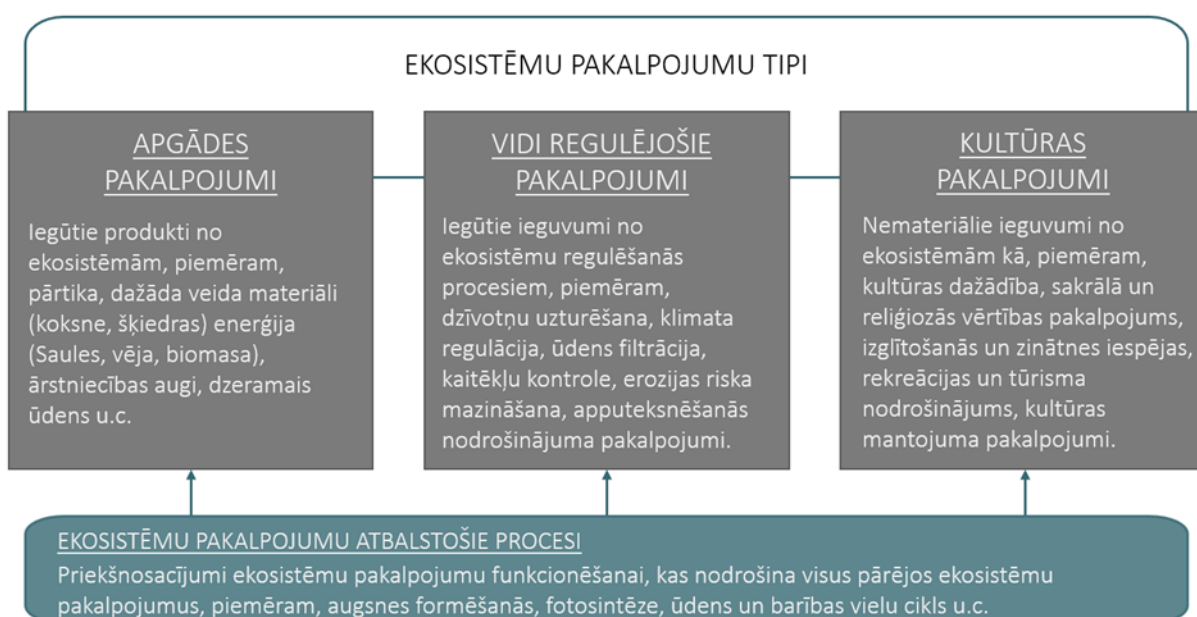 EKOSISTĒMU PAKALPOJUMU TIPI
APGĀDES
PAKALPOJUMI
Iegūtie produkti no
ekosistēmām, piemēram,
pārtika, dažāda veida materiāli
(koksne, šķiedras) enerģija
(Saules, vēja, biomasa),
ārstniecības augi, dzeramais
ūdens u.c.
VIDI REGULĒJOŠIE
PAKALPOJUMI
Iegūtie ieguvumi no
ekosistēmu regulēšanās
procesiem, piemēram,
dzīvotņu uzturēšana, klimata
regulācija, ūdens filtrācija,
kaitēkļu kontrole, erozijas riska
mazināšana, apputeksnēšanās
nodrošinājuma pakalpojumi.
KULTŪRAS
PAKALPOJUMI
Nemateriālie ieguvumi no
ekosistēmām kā, piemēram,
kultūras dažādība, sakrālā un
reliģiozās vērtības pakalpojums,
izglītošanās un zinātnes iespējas,
rekreācijas un tūrisma
nodrošinājums, kultūras
mantojuma pakalpojumi.
EKOSISTĒMU PAKALPOJUMU ATBALSTOŠIE PROCESI
Priekšnosacījumi ekosistēmu pakalpojumu funkcionēšanai, kas nodrošina visus pārējos ekosistēmu
pakalpojumus, piemēram, augsnes formēšanās, fotosintēze, ūdens un barības vielu cikls u.c.